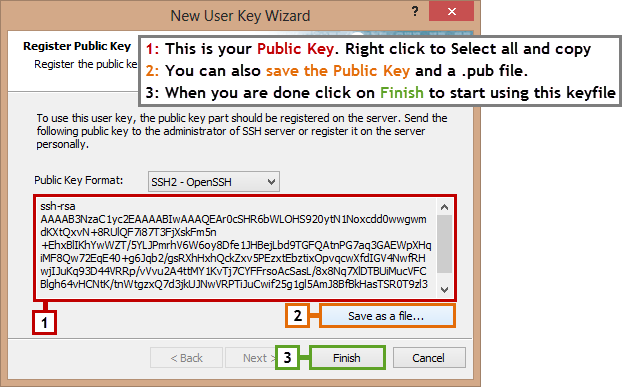 New User Key Wizard
?
Register Public Key
Register the public ke
1: This is your Public Key. Right click to Select all and copy
2: You can also save the Public Key and a .pub file.
3: When you are done click on Finish to start using this keyfile
To use this user key, the public key part should be registered on the server. Send the
following public key to the administrator of SSH server or register it on the server
personally.
Public Key Format: SSH2 - OpenSSH
ssh-rsa
AAAAB3NzaC1yc2EAAAABIwAAAQEAr0cSHR6bWLOHS920ytN1Noxcdd0wwgwm
dKXtQxvN+8RUlQF7i87T3FjXskFm5n
+EhxBlIKhYwWZT/5YLJPmrhV6W6oy8Dfe1JHBejLbd9TGFQAtnPG7aq3GAEWpXHq
iMF8Qw72EqE40+g6Jqb2/gsRXhHxhQckZxv5PEzxtEbztixOpvqcwXfdIGV4NwfRH
wjIJuKq93D44VRRp/vVvu2A4ttMY1KvTj7CYFFrsoAcSasL/8x8Nq7XlDTBUiMucVFC
Blgh64vHCNtK/tnWtgzxQ7d3jkUJNwVRPTiJuCwif25g1gl5AmJ8BfBkHasTSR0T9zl3
1
2
Save as a file...
< Back
Next >
3
Finish
Cancel